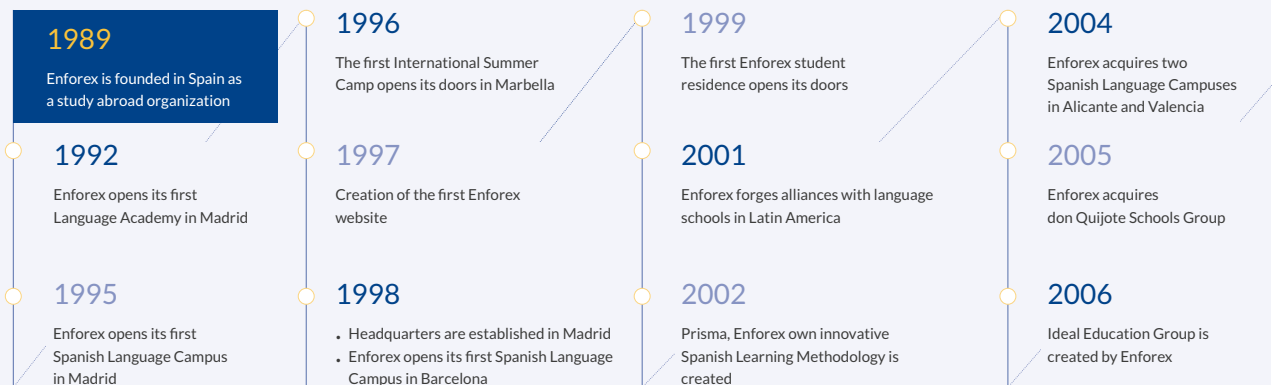 1989
Enforex is founded in Spain as
a study abroad organization
1992
Enforex opens its first
Language Academy in Madrid
1995
Enforex opens its first
Spanish Language Campus
in Madrid
1996
The first International Summer
Camp opens its doors in Marbella
1997
Creation of the first Enforex
website
1998
• Headquarters are established in Madrid
• Enforex opens its first Spanish Language
Campus in Barcelona
1999
The first Enforex student
residence opens its doors
2001
Enforex forges alliances with language
schools in Latin America
2002
Prisma, Enforex own innovative
Spanish Learning Methodology is
created
2004
Enforex acquires two
Spanish Language Campuses
in Alicante and Valencia
2005
Enforex acquires
don Quijote Schools Group
2006
Ideal Education Group is
created by Enforex